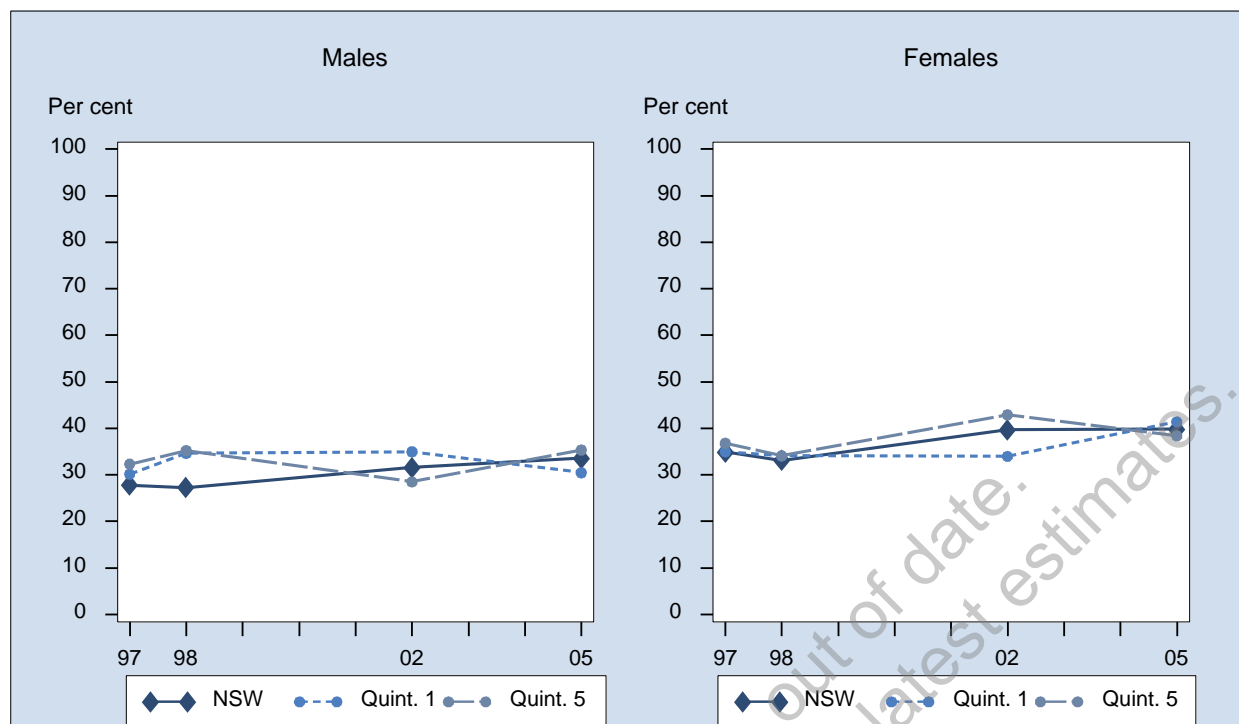 Males
Per cent
100
90
80
70
60
50
40
30
20
10
0
97 98 02 05
NSW Quint. 1 Quint. 5
Females
Per cent
100
90
80
70
60
50
40
30
20
10
0
97 98 02 05
NSW Quint. 1 Quint. 5
out of date.
latest estimates.